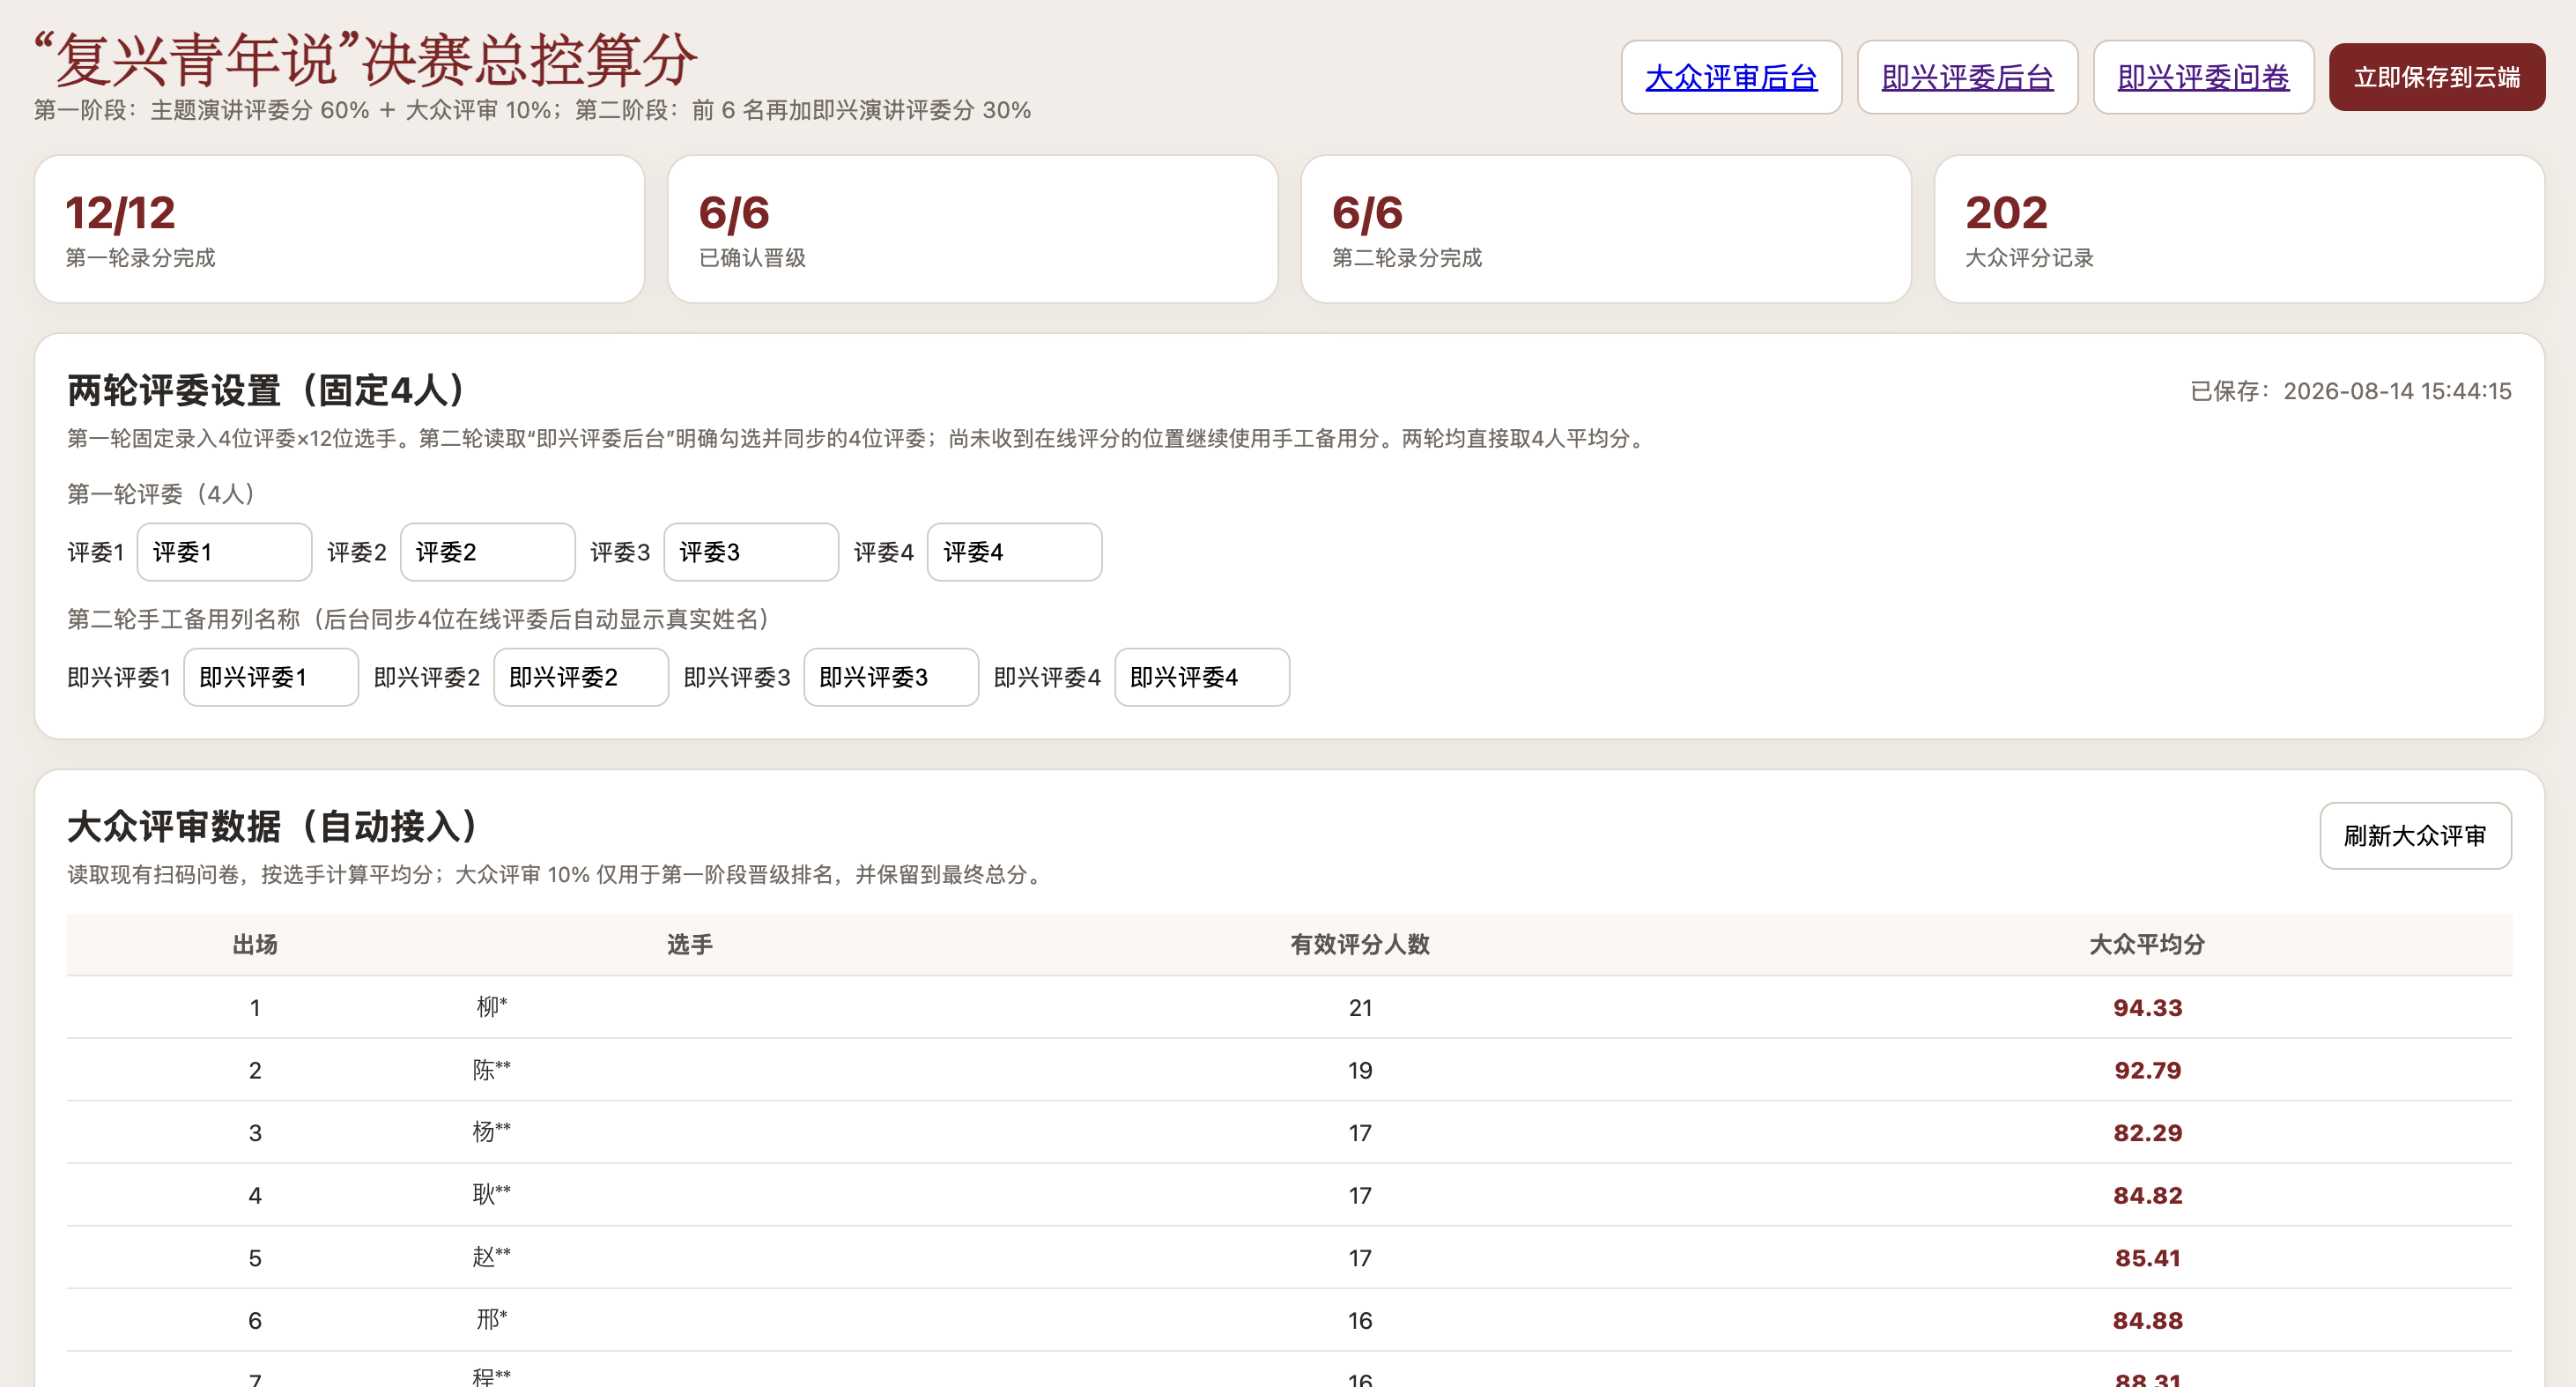 “复兴青年说”决赛总控算分
第一阶段：主题演讲评委分 60% + 大众评审 10%；第二阶段：前 6 名再加即兴演讲评委分 30%
大众评审后台 即兴评委后台 即兴评委问卷 立即保存到云端
12/12 6/6 6/6 202
第一轮录分完成 已确认晋级 第二轮录分完成 大众评分记录
两轮评委设置（固定4人） 已保存：2026-08-14 15:44:15
第一轮固定录入4位评委×12位选手。第二轮读取“即兴评委后台”明确勾选并同步的4位评委；尚未收到在线评分的位置继续使用手工备用分。两轮均直接取4人平均分。
第一轮评委（4人）
评委1 评委1 评委2 评委2 评委3 评委3 评委4 评委4
第二轮手工备用列名称（后台同步4位在线评委后自动显示真实姓名）
即兴评委1 即兴评委1 即兴评委2 即兴评委2 即兴评委3 即兴评委3 即兴评委4 即兴评委4
大众评审数据（自动接入） 刷新大众评审
读取现有扫码问卷，按选手计算平均分；大众评审 10% 仅用于第一阶段晋级排名，并保留到最终总分。
出场 选手 有效评分人数 大众平均分
1 柳* 21 94.33
2 陈** 19 92.79
3 杨** 17 82.29
4 耿** 17 84.82
5 赵** 17 85.41
6 邢* 16 84.88
7 程** 16 88.31